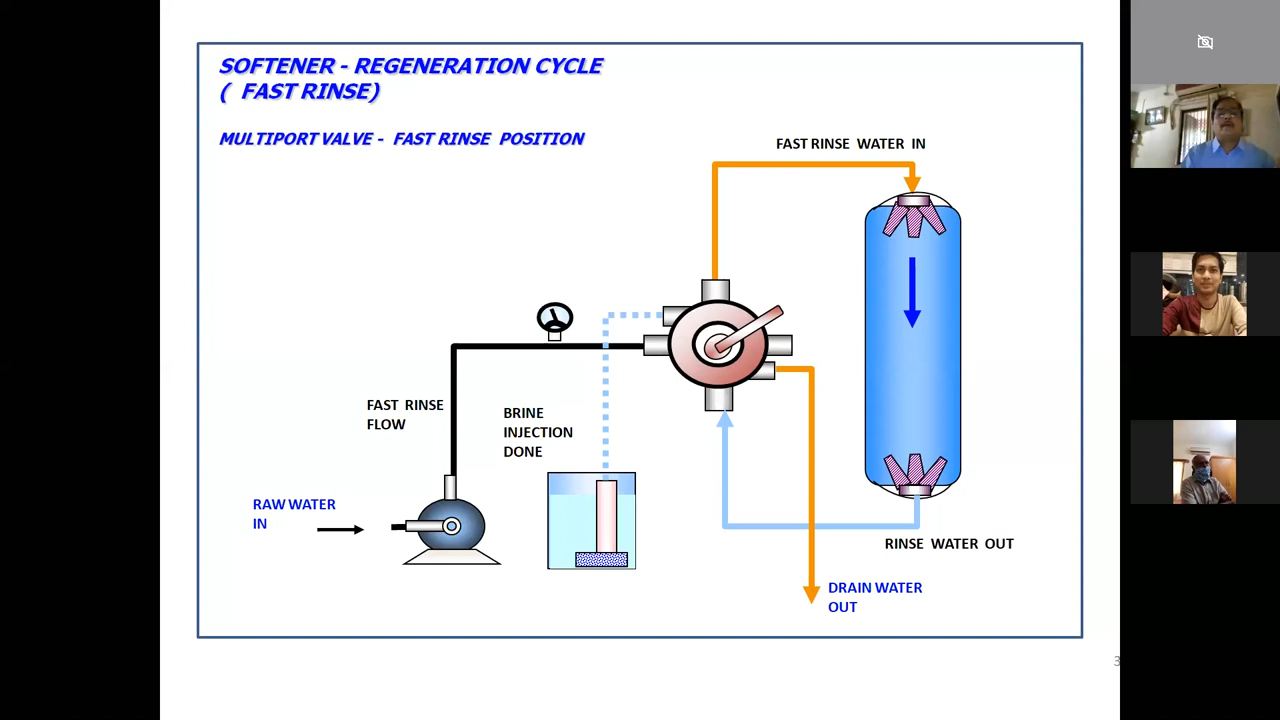 SOFTENER - REGENERATION CYCLE
( FAST RINSE)
MULTIPORT VALVE - FAST RINSE POSITION
FAST RINSE WATER IN
FAST RINSE
FLOW
BRINE
INJECTION
DONE
RAW WATER
IN
RINSE WATER OUT
DRAIN WATER
OUT
3